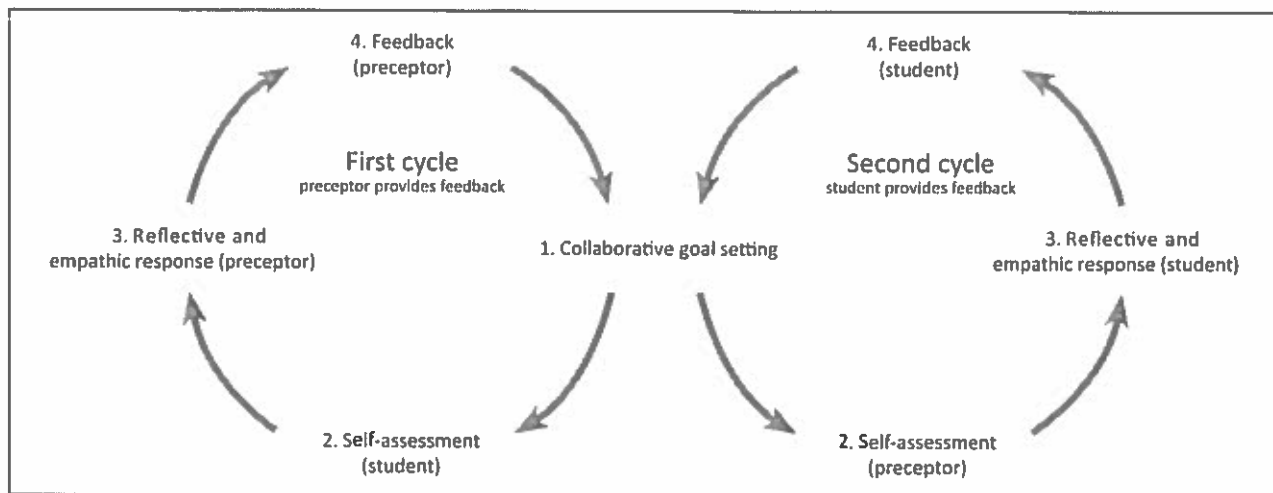 4. Feedback
(preceptor)
First cycle
preceptor provides feedback
3. Reflective and
empathic response (preceptor)
2. Self-assessment
(student)
1. Collaborative goal setting
4. Feedback
(student)
Second cycle
student provides feedback
3. Reflective and
empathic response (student)
2. Self-assessment
(preceptor)